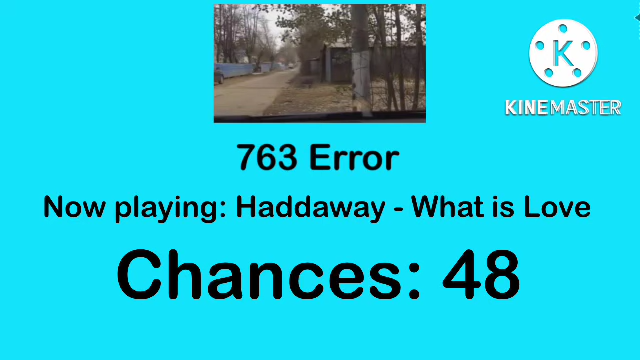 KINEMASTER
763 Error
Now playing: Haddaway - What is Love
Chances: 48